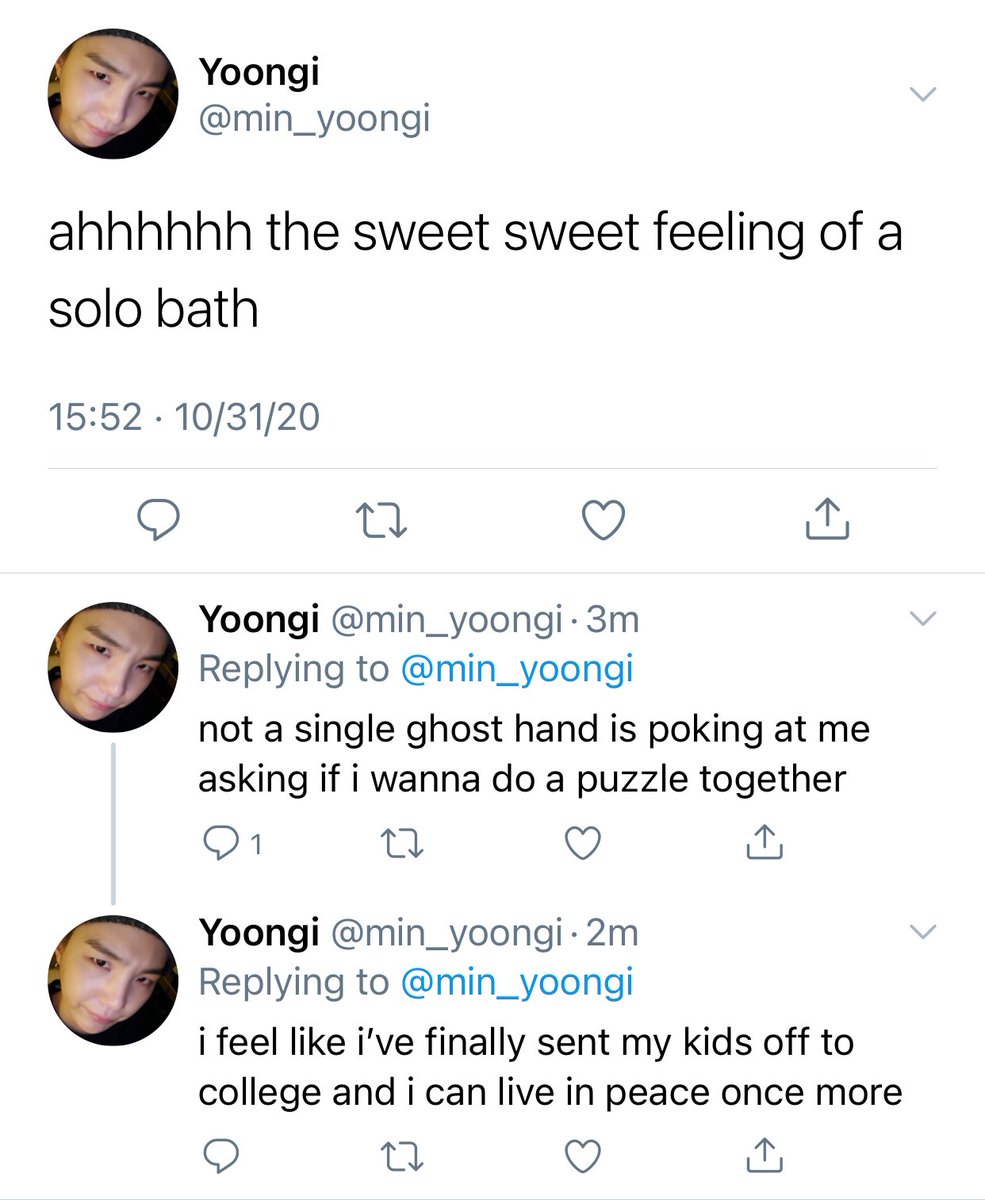 Yoongi
@min_yoongi
ahhhhhh the sweet sweet feeling of a
solo bath
15:52 · 10/31/20
Yoongi @min_yoongi · 3m
Replying to @min_yoongi
not a single ghost hand is poking at me
asking if i wanna do a puzzle together
1
Yoongi @min_yoongi · 2m
Replying to @min_yoongi
i feel like i’ve finally sent my kids off to
college and i can live in peace once more